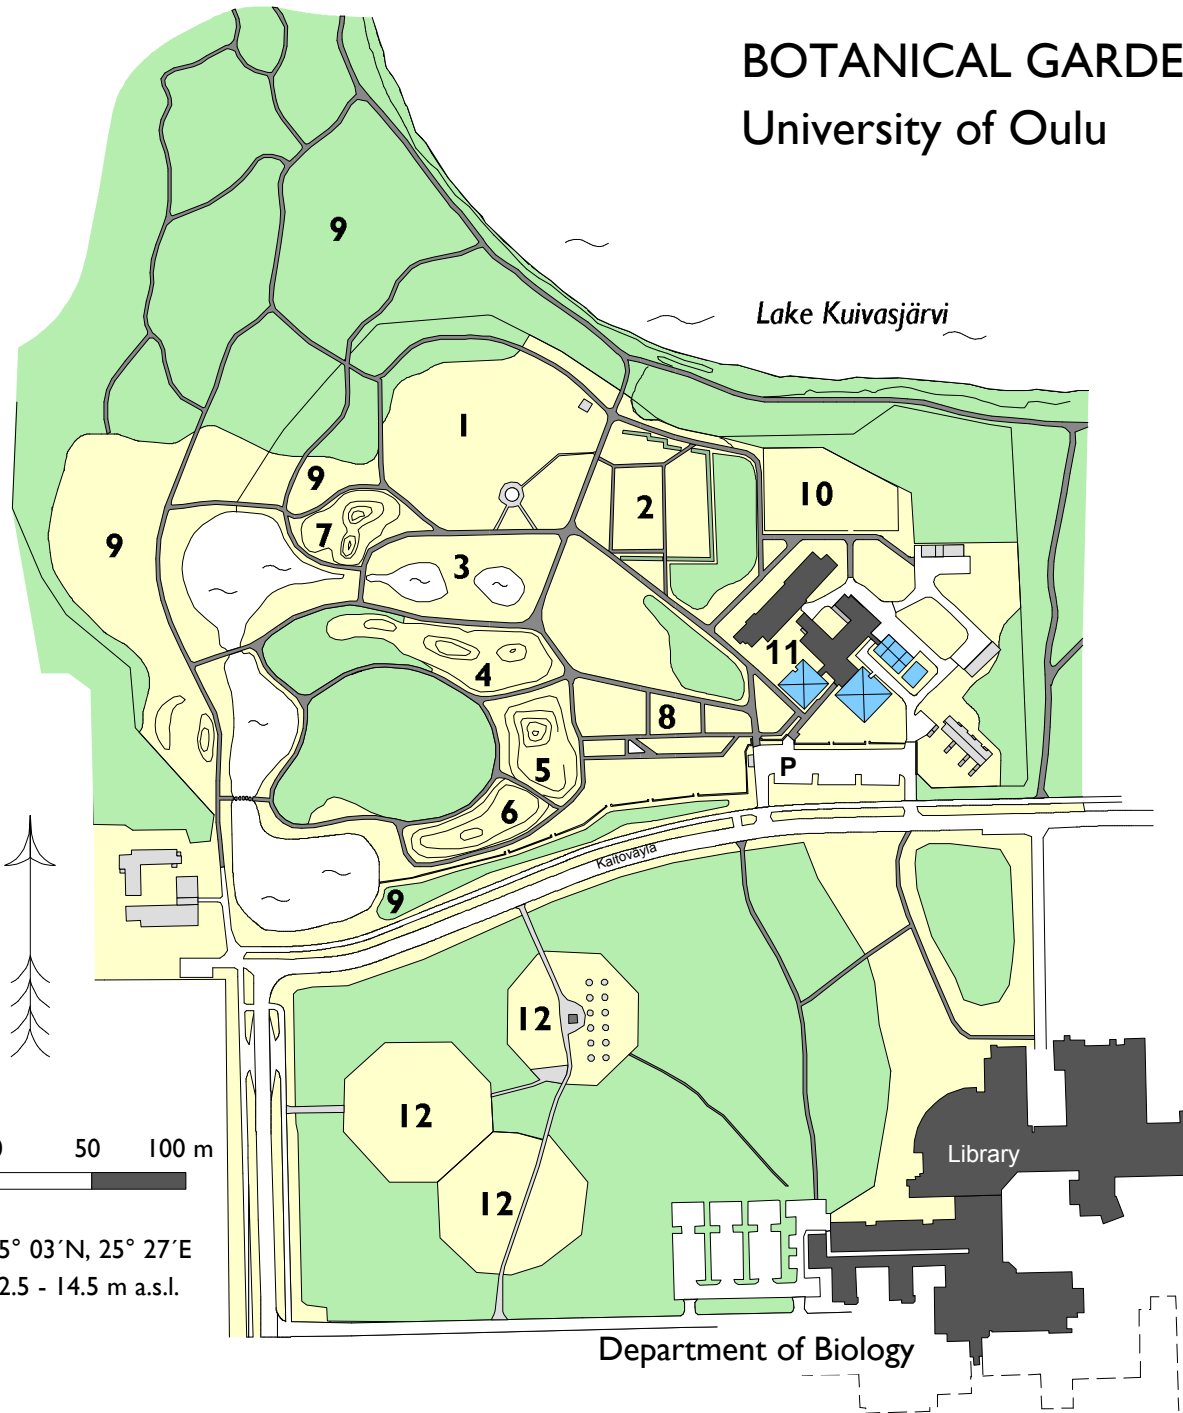 BOTANICAL GARDE
University of Oulu
9
Lake Kuivasjärvi
1
9
2
10
7
9
3
11
4
8
5
P
6
Kaitoväylä
9
12
12
12
0 50 100 m
Library
5° 03´N, 25° 27´E
2.5 - 14.5 m a.s.l.
Department of Biology